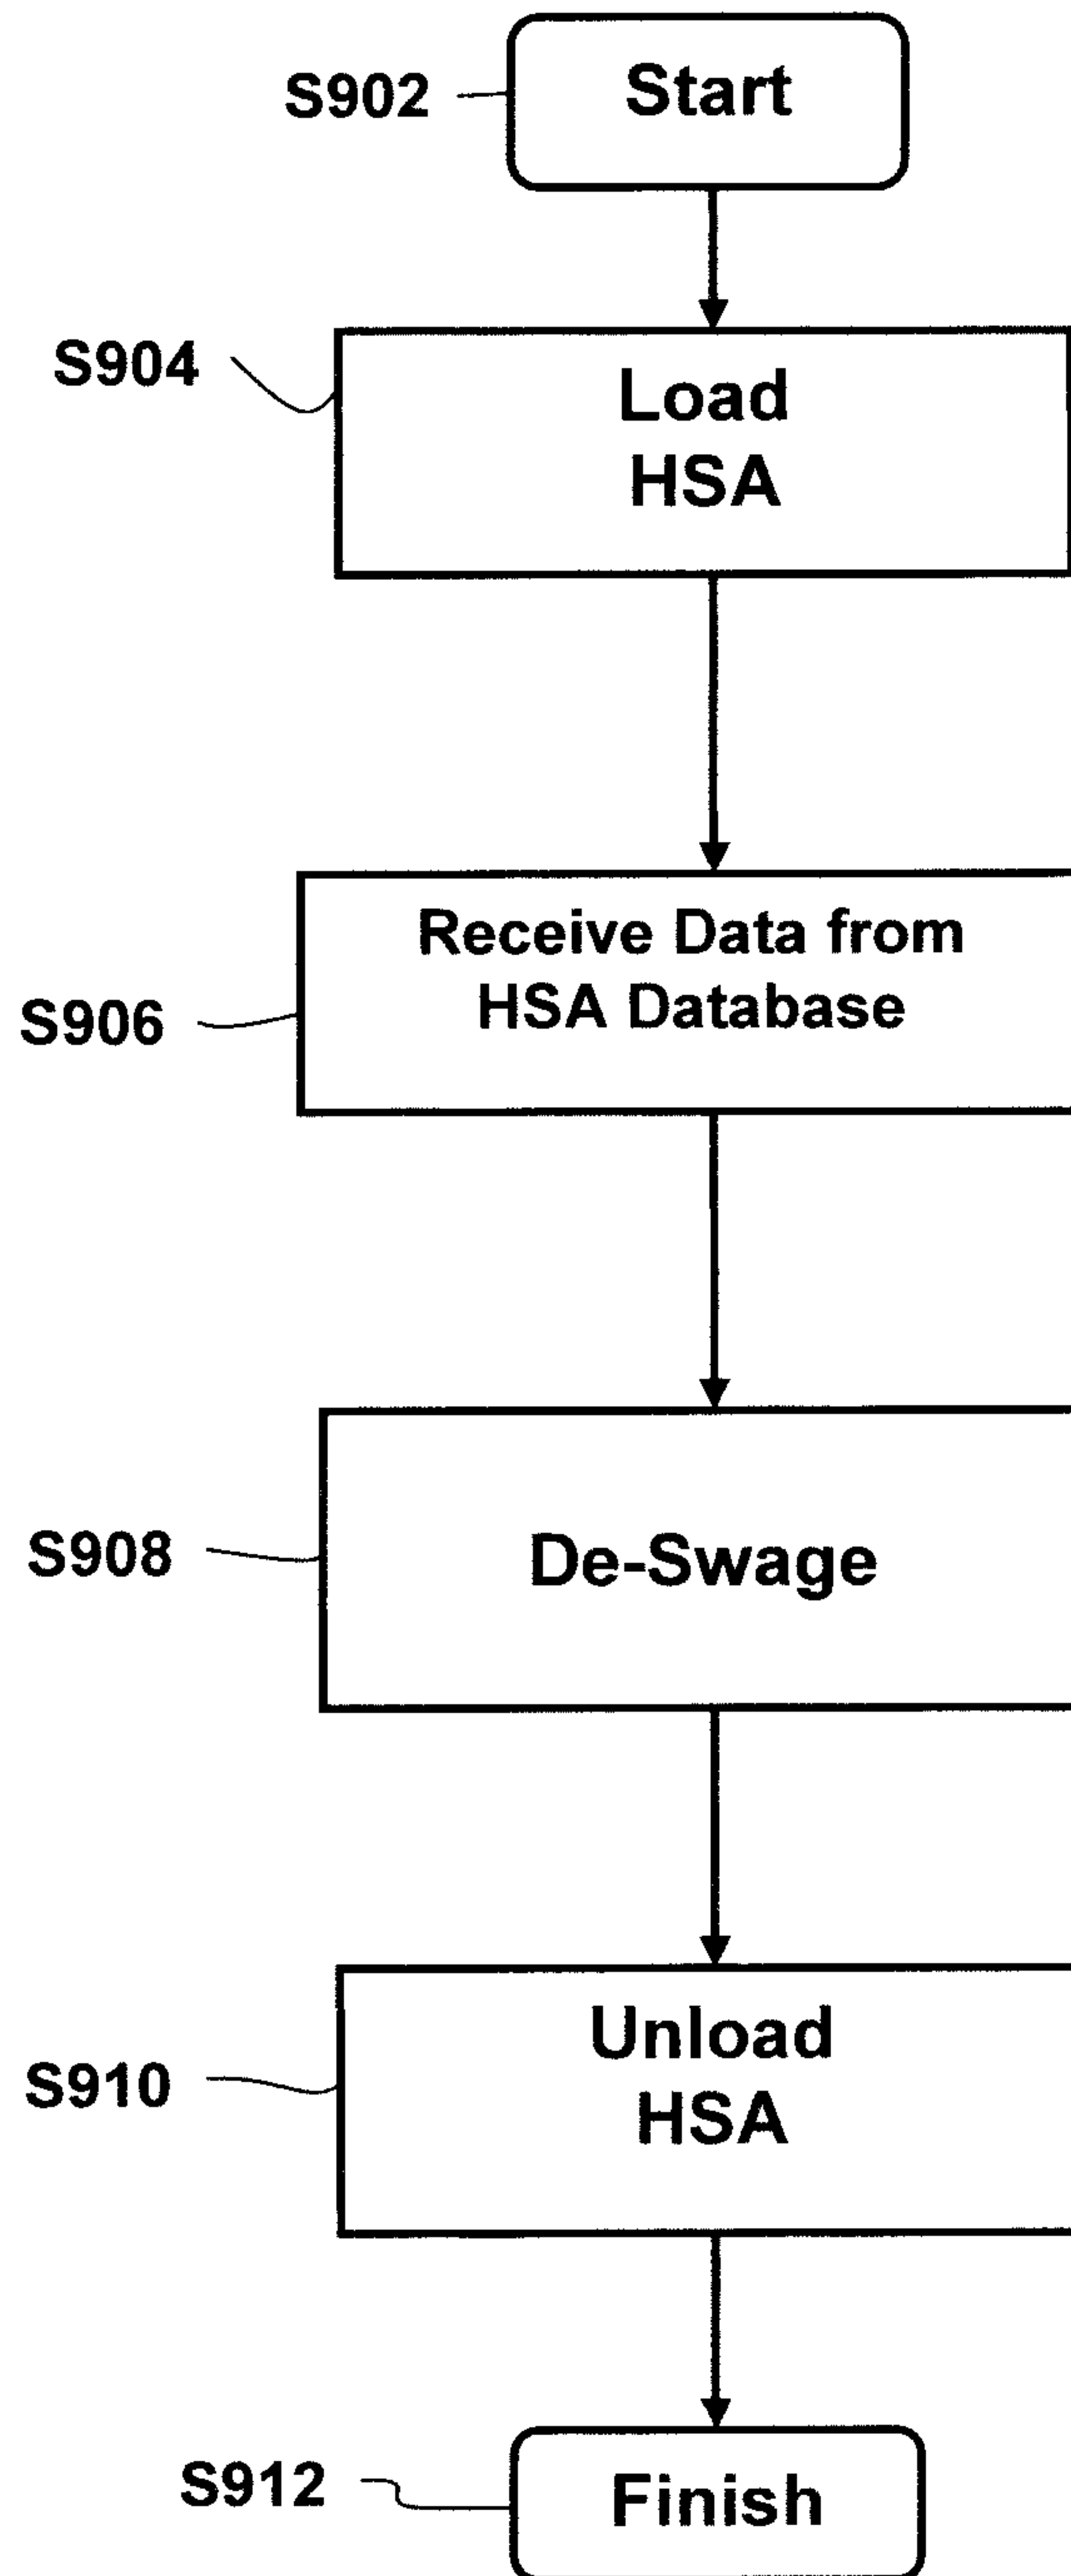 S902
Start
S904
Load
HSA
Receive Data from
HSA Database
S906
S908
De-Swage
Unload
HSA
S910
S912
Finish